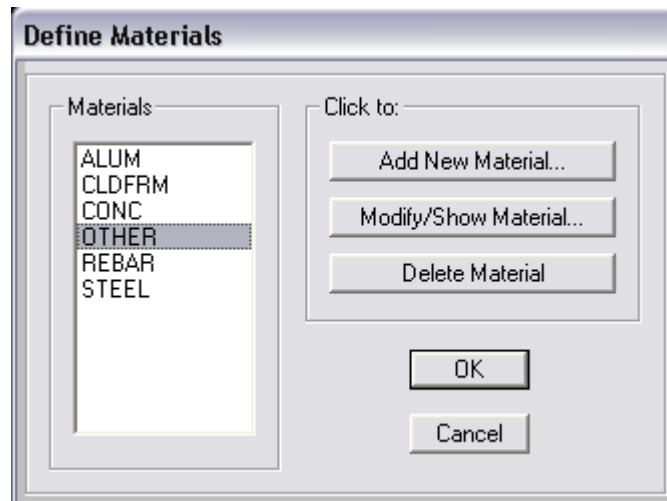 Define Materials
Materials
ALUM
CLDFRM
CONC
OTHER
REBAR
STEEL
Click to:
Add New Material...
Modify/Show Material...
Delete Material
OK
Cancel